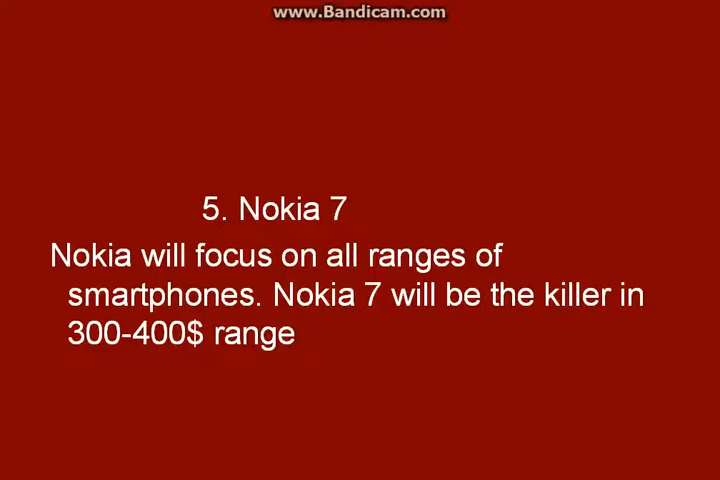 www.Bandicam.com
5. Nokia 7
Nokia will focus on all ranges of
smartphones. Nokia 7 will be the killer in
300-400$ range